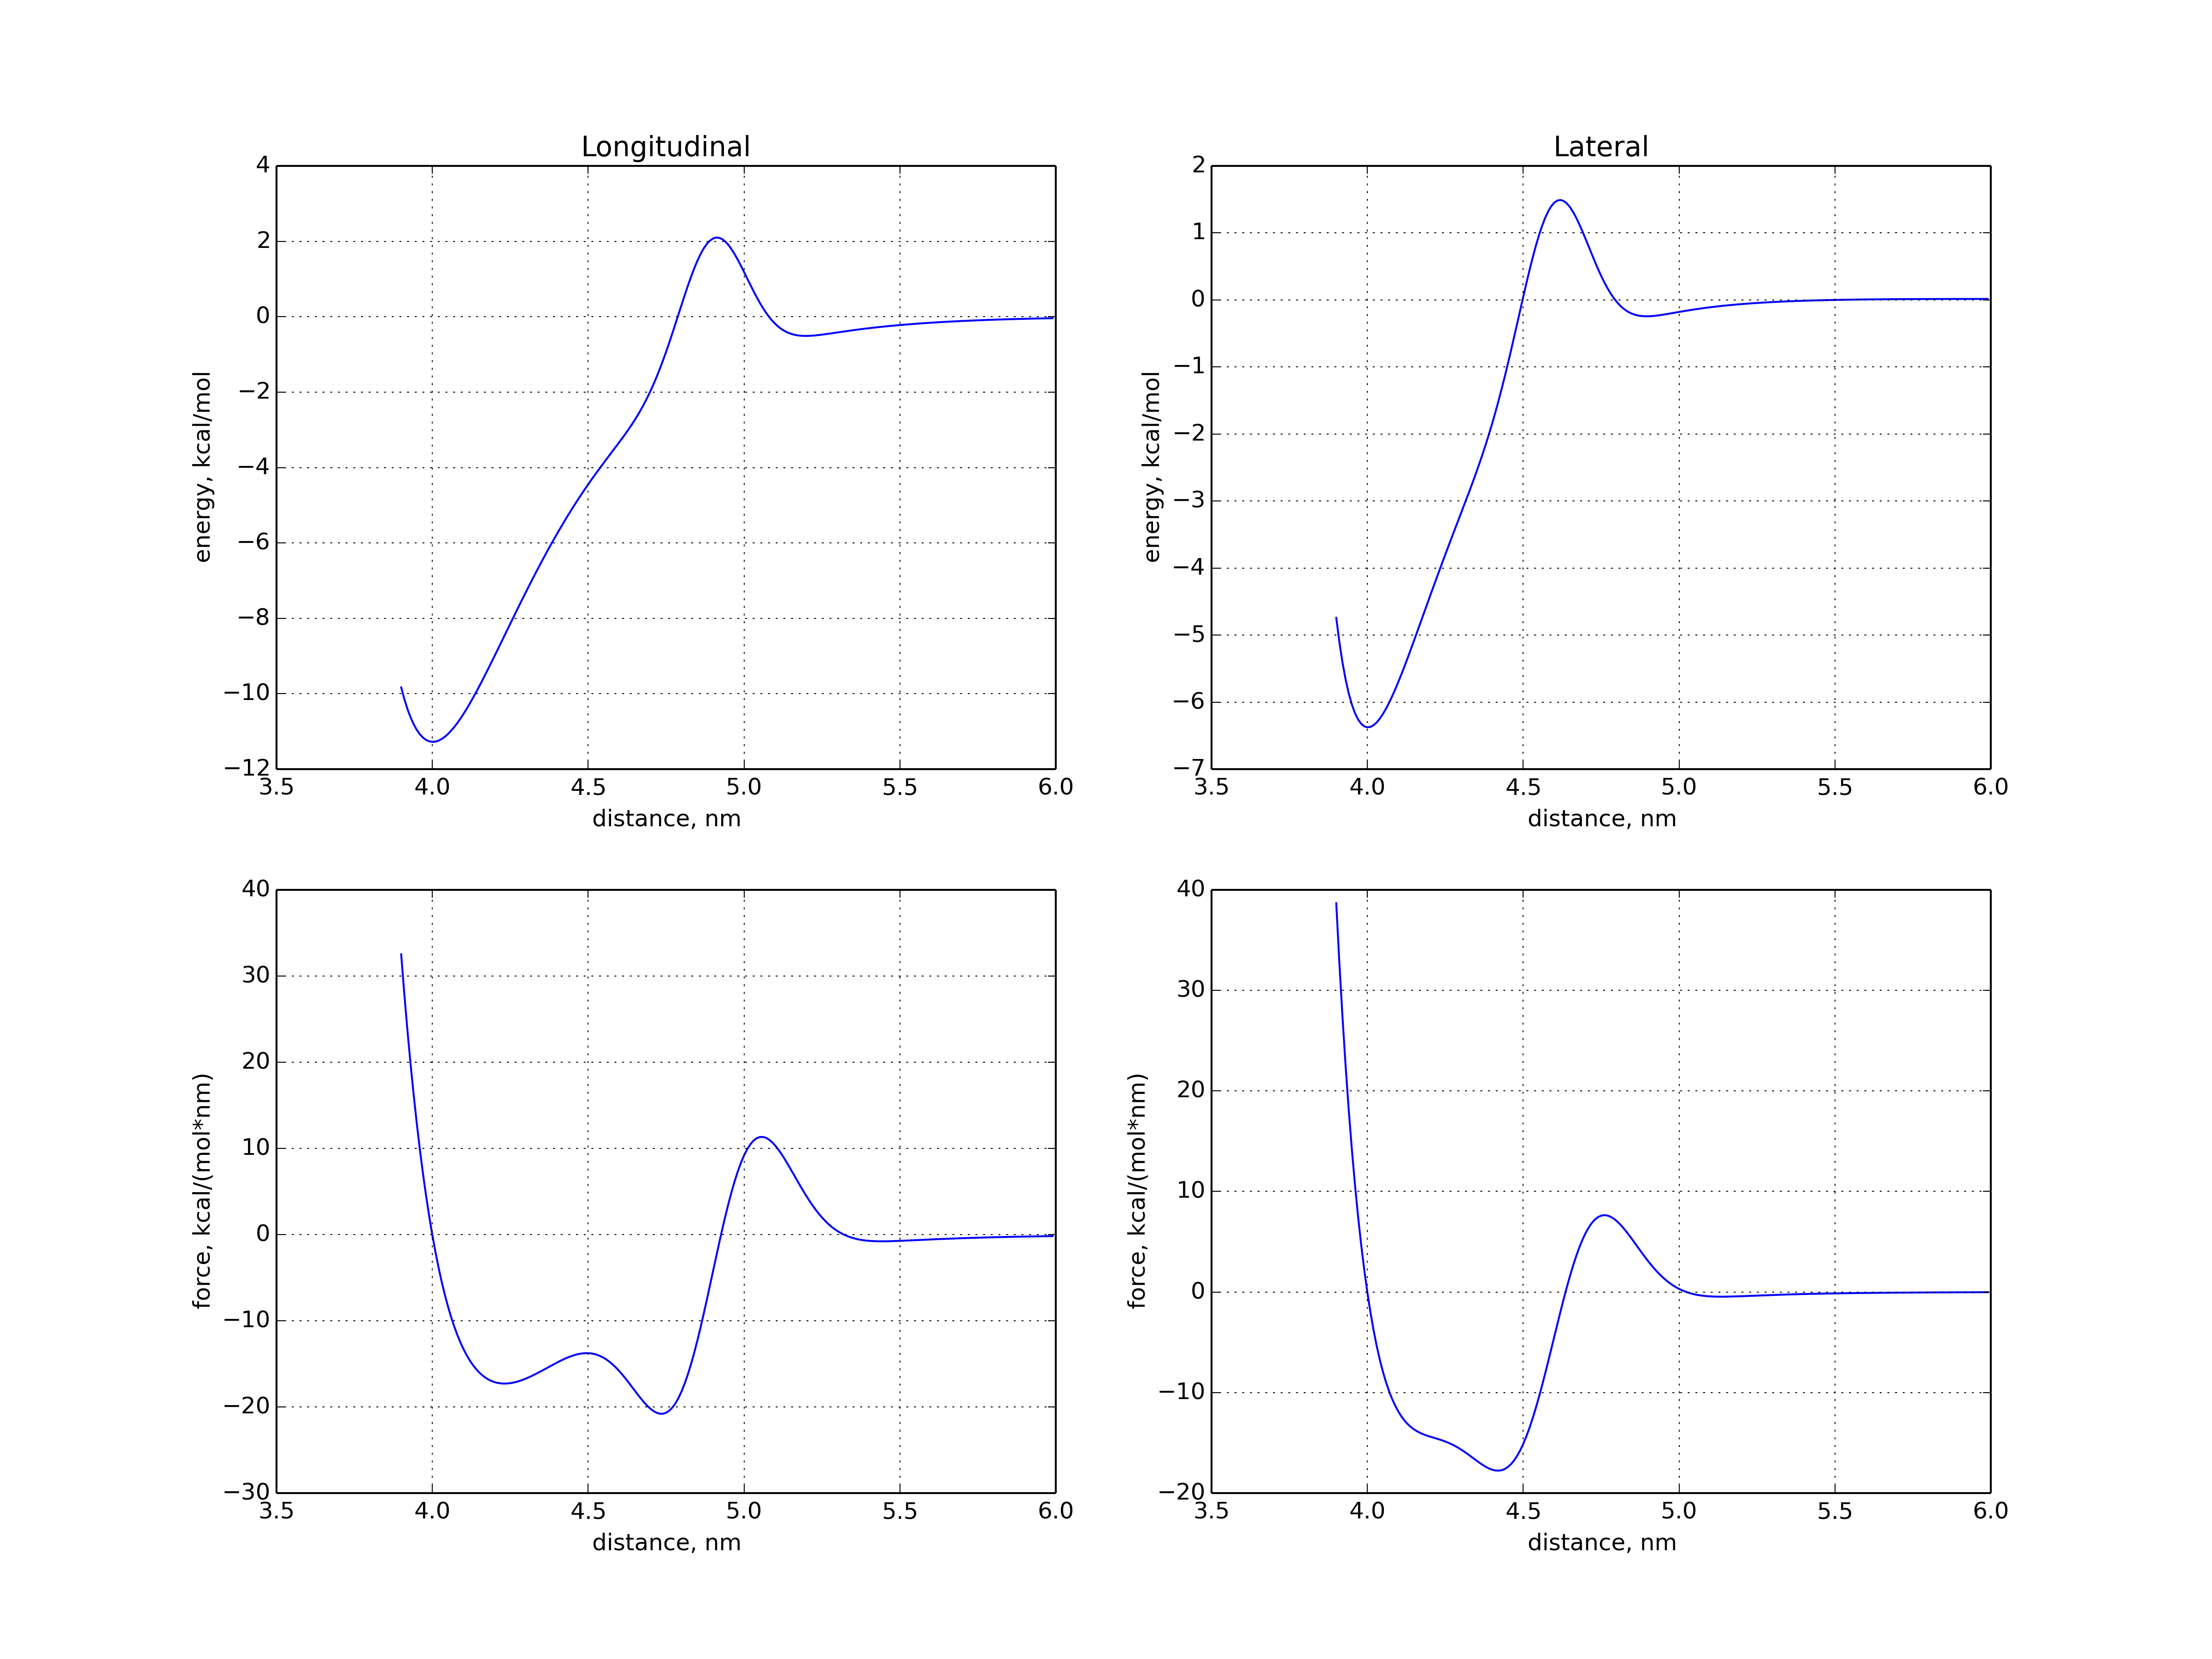 Longitudinal
4
2
0
−2
−4
−6
−8
−10
−12
energy, kcal/mol
3.5 4.0 4.5 5.0 5.5 6.0
distance, nm
Lateral
2
1
0
−1
−2
−3
−4
−5
−6
−7
energy, kcal/mol
3.5 4.0 4.5 5.0 5.5 6.0
distance, nm
40
30
20
10
0
−10
−20
−30
force, kcal/(mol*nm)
3.5 4.0 4.5 5.0 5.5 6.0
distance, nm
40
30
20
10
0
−10
−20
force, kcal/(mol*nm)
3.5 4.0 4.5 5.0 5.5 6.0
distance, nm